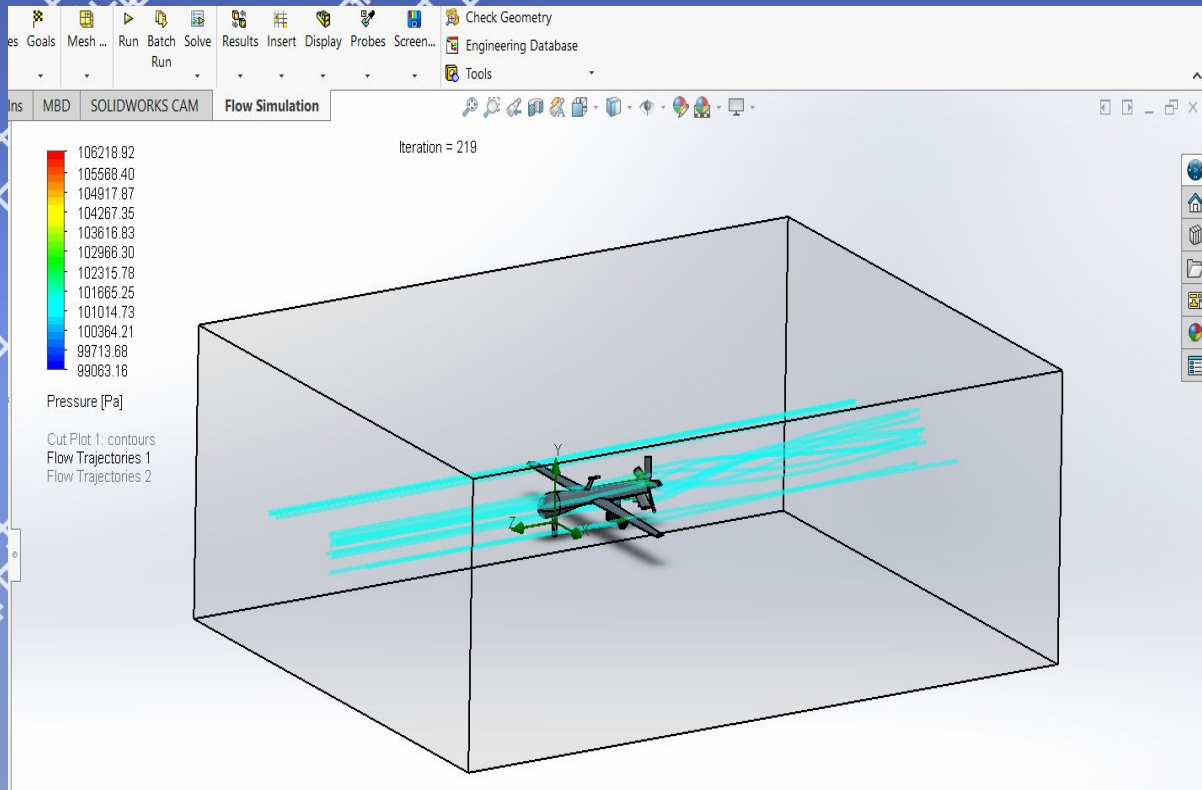 es Goals Mesh ... Run Batch Run Solve Results Insert Display Probes Screen...
Check Geometry
Engineering Database
Tools
Ins MBD SOLIDWORKS CAM Flow Simulation
Iteration = 219
106218.92
105568.40
104917.87
104267.35
103616.83
102966.30
102315.78
101665.25
101014.73
100364.21
99713.68
99063.16
Pressure [Pa]
Cut Plot 1: contours
Flow Trajectories 1
Flow Trajectories 2
Y
Z